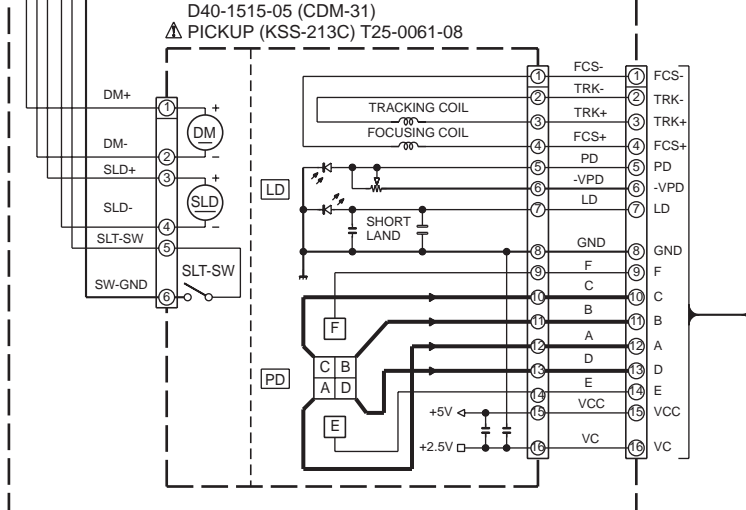 D40-1515-05 (CDM-31)
⚠ PICKUP (KSS-213C) T25-0061-08
DM+
DM-
SLD+
SLD-
SLT-SW
SW-GND
1
2
3
4
5
6
+
DM
−
+
SLD
−
SLT-SW
LD
PD
TRACKING COIL
FOCUSING COIL
SHORT
LAND
F
C B
A D
E
+5V
+2.5V
1 FCS- 1 FCS-
2 TRK- 2 TRK-
3 TRK+ 3 TRK+
4 FCS+ 4 FCS+
5 PD 5 PD
6 -VPD 6 -VPD
7 LD 7 LD
8 GND 8 GND
9 F 9 F
10 C 10 C
11 B 11 B
12 A 12 A
13 D 13 D
14 E 14 E
15 VCC 15 VCC
16 VC 16 VC